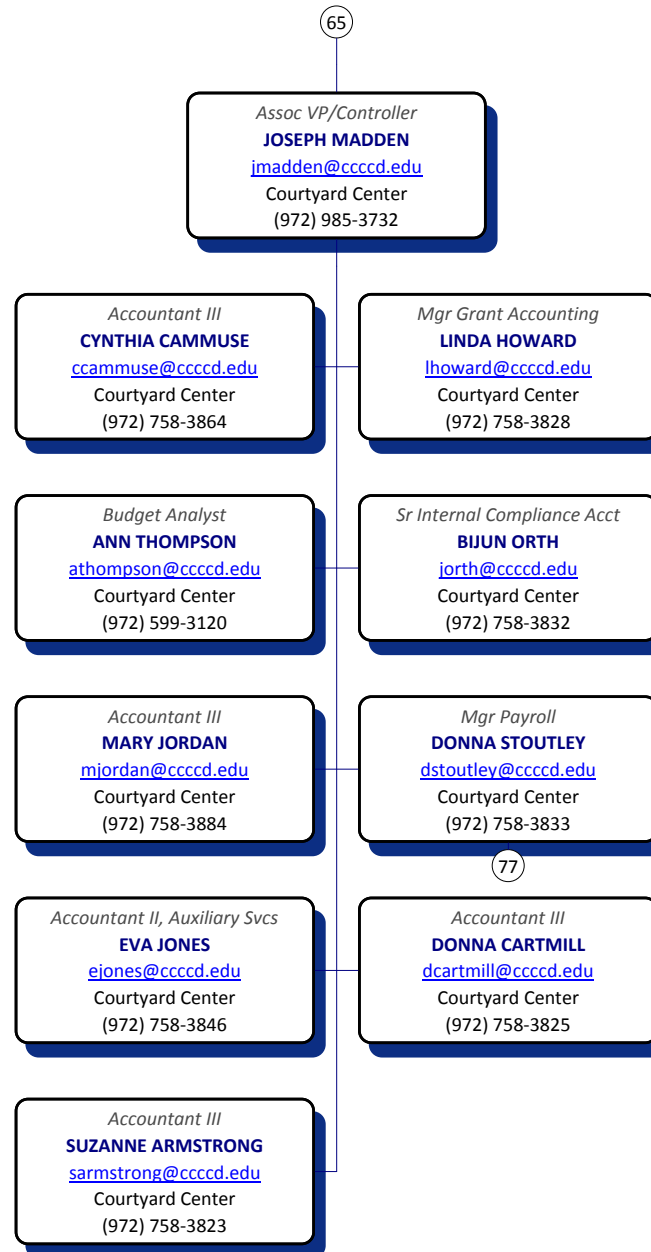 65
Assoc VP/Controller
JOSEPH MADDEN
jmadden@ccccd.edu
Courtyard Center
(972) 985-3732
Accountant III
CYNTHIA CAMMUSE
ccammuse@ccccd.edu
Courtyard Center
(972) 758-3864
Mgr Grant Accounting
LINDA HOWARD
lhoward@ccccd.edu
Courtyard Center
(972) 758-3828
Budget Analyst
ANN THOMPSON
athompson@ccccd.edu
Courtyard Center
(972) 599-3120
Sr Internal Compliance Acct
BIJUN ORTH
jorth@ccccd.edu
Courtyard Center
(972) 758-3832
Accountant III
MARY JORDAN
mjordan@ccccd.edu
Courtyard Center
(972) 758-3884
Mgr Payroll
DONNA STOUTLEY
dstoutley@ccccd.edu
Courtyard Center
(972) 758-3833
77
Accountant II, Auxiliary Svcs
EVA JONES
ejones@ccccd.edu
Courtyard Center
(972) 758-3846
Accountant III
DONNA CARTMILL
dcartmill@ccccd.edu
Courtyard Center
(972) 758-3825
Accountant III
SUZANNE ARMSTRONG
sarmstrong@ccccd.edu
Courtyard Center
(972) 758-3823